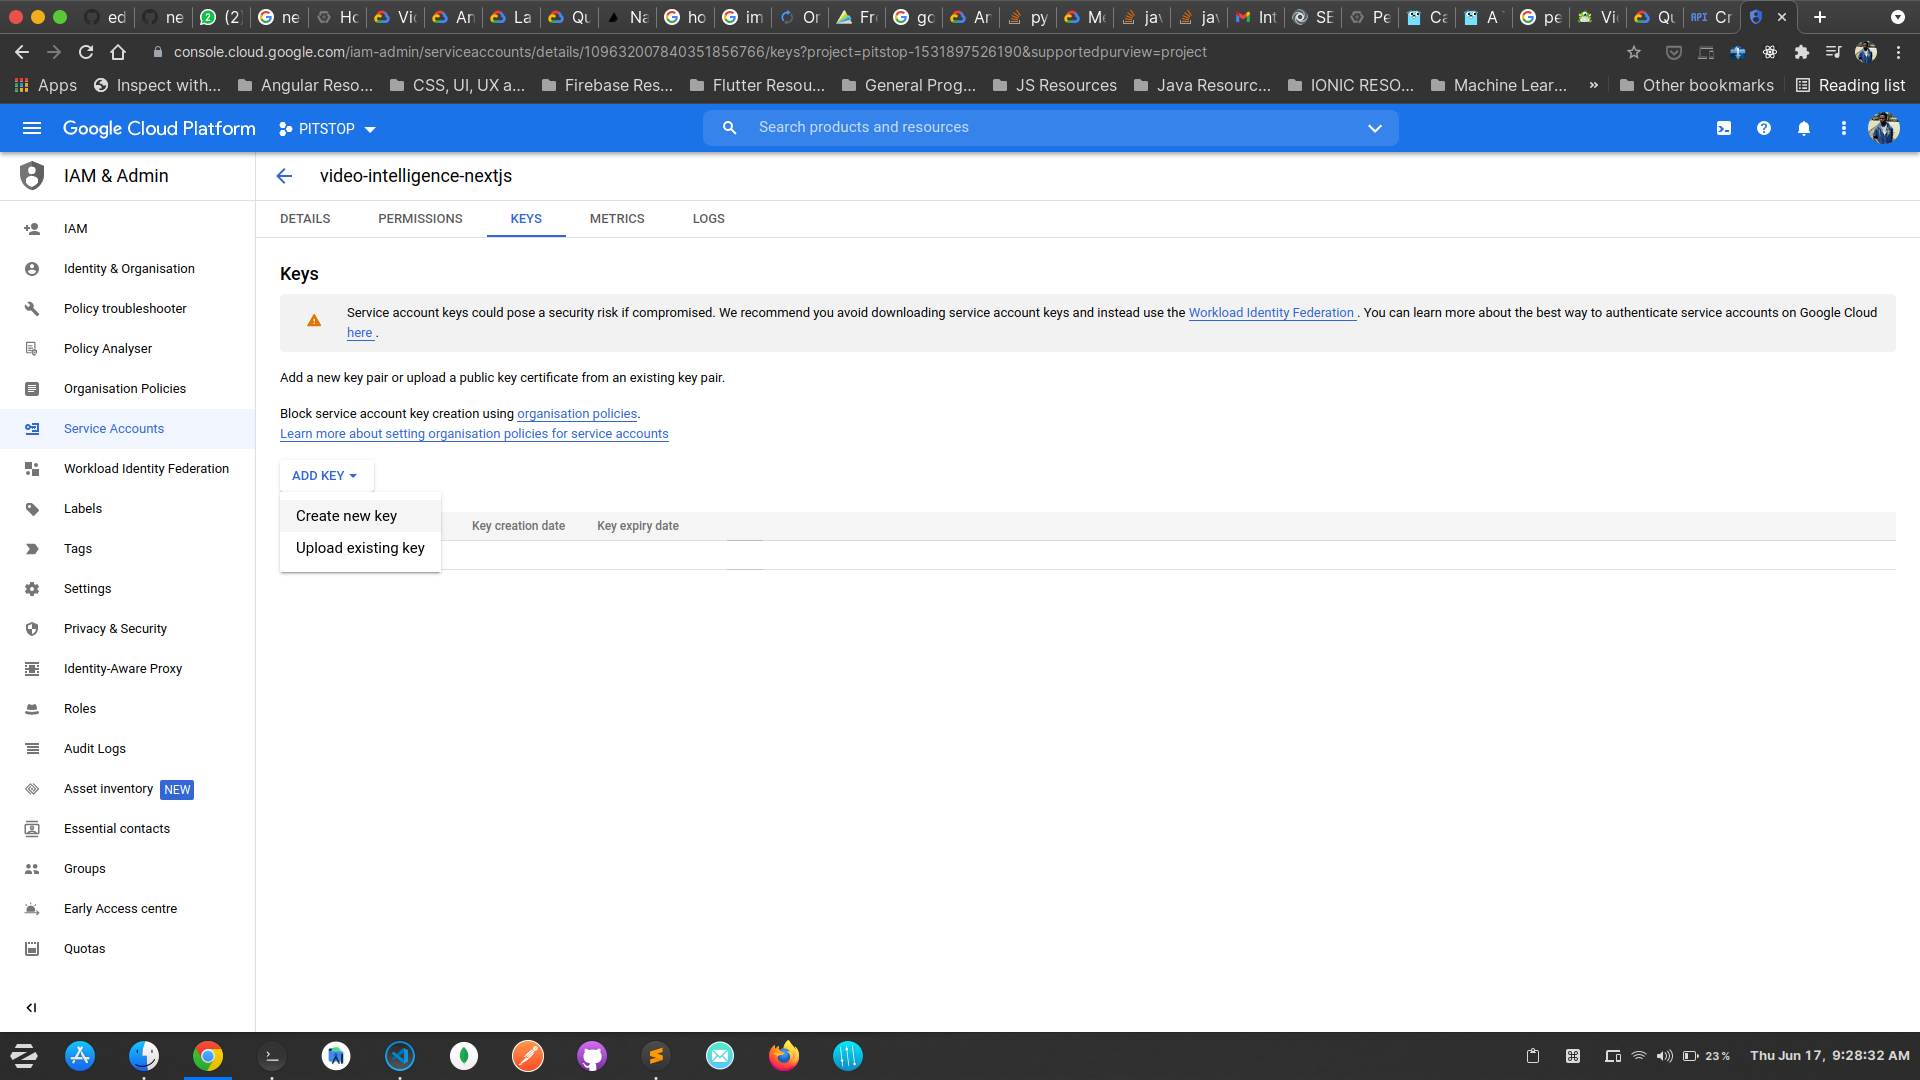 ed
ne
(2)
ne
Ho
Vic
An
La
Qu
Na
ho
im
Or
Fr
go
Ar
py
Me
jav
jav
Int
SE
Pe
Ca
A
pe
Vi
Qu
API Cr
console.cloud.google.com/iam-admin/serviceaccounts/details/109632007840351856766/keys?project=pitstop-1531897526190&supportedpurview=project
Apps
Inspect with...
Angular Reso...
CSS, UI, UX a...
Firebase Res...
Flutter Resou...
General Prog...
JS Resources
Java Resourc...
IONIC RESO...
Machine Lear...
»
Other bookmarks
Reading list
Google Cloud Platform
PITSTOP
Search products and resources
IAM & Admin
video-intelligence-nextjs
DETAILS
PERMISSIONS
KEYS
METRICS
LOGS
IAM
Identity & Organisation
Policy troubleshooter
Policy Analyser
Organisation Policies
Service Accounts
Workload Identity Federation
Labels
Tags
Settings
Privacy & Security
Identity-Aware Proxy
Roles
Audit Logs
Asset inventory NEW
Essential contacts
Groups
Early Access centre
Quotas
Keys
Service account keys could pose a security risk if compromised. We recommend you avoid downloading service account keys and instead use the Workload Identity Federation . You can learn more about the best way to authenticate service accounts on Google Cloud
here .
Add a new key pair or upload a public key certificate from an existing key pair.
Block service account key creation using organisation policies.
Learn more about setting organisation policies for service accounts
ADD KEY
Create new key
Upload existing key
Key creation date
Key expiry date
23 %
Thu Jun 17, 9:28:32 AM